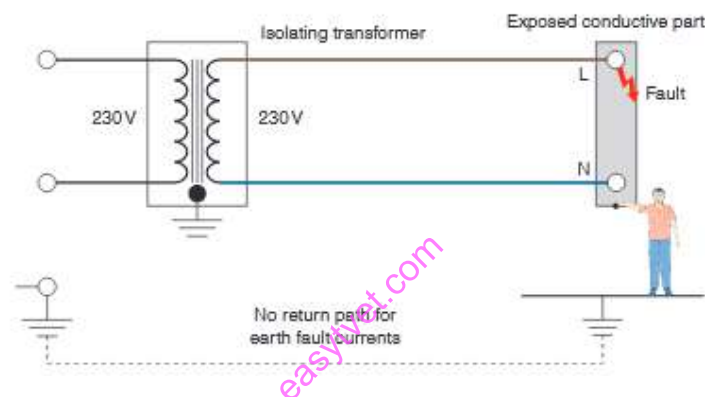 Exposed conductive part
Isolating transformer
L
Fault
230V
230V
N
No return path for
earth fault currents
easytvet.com